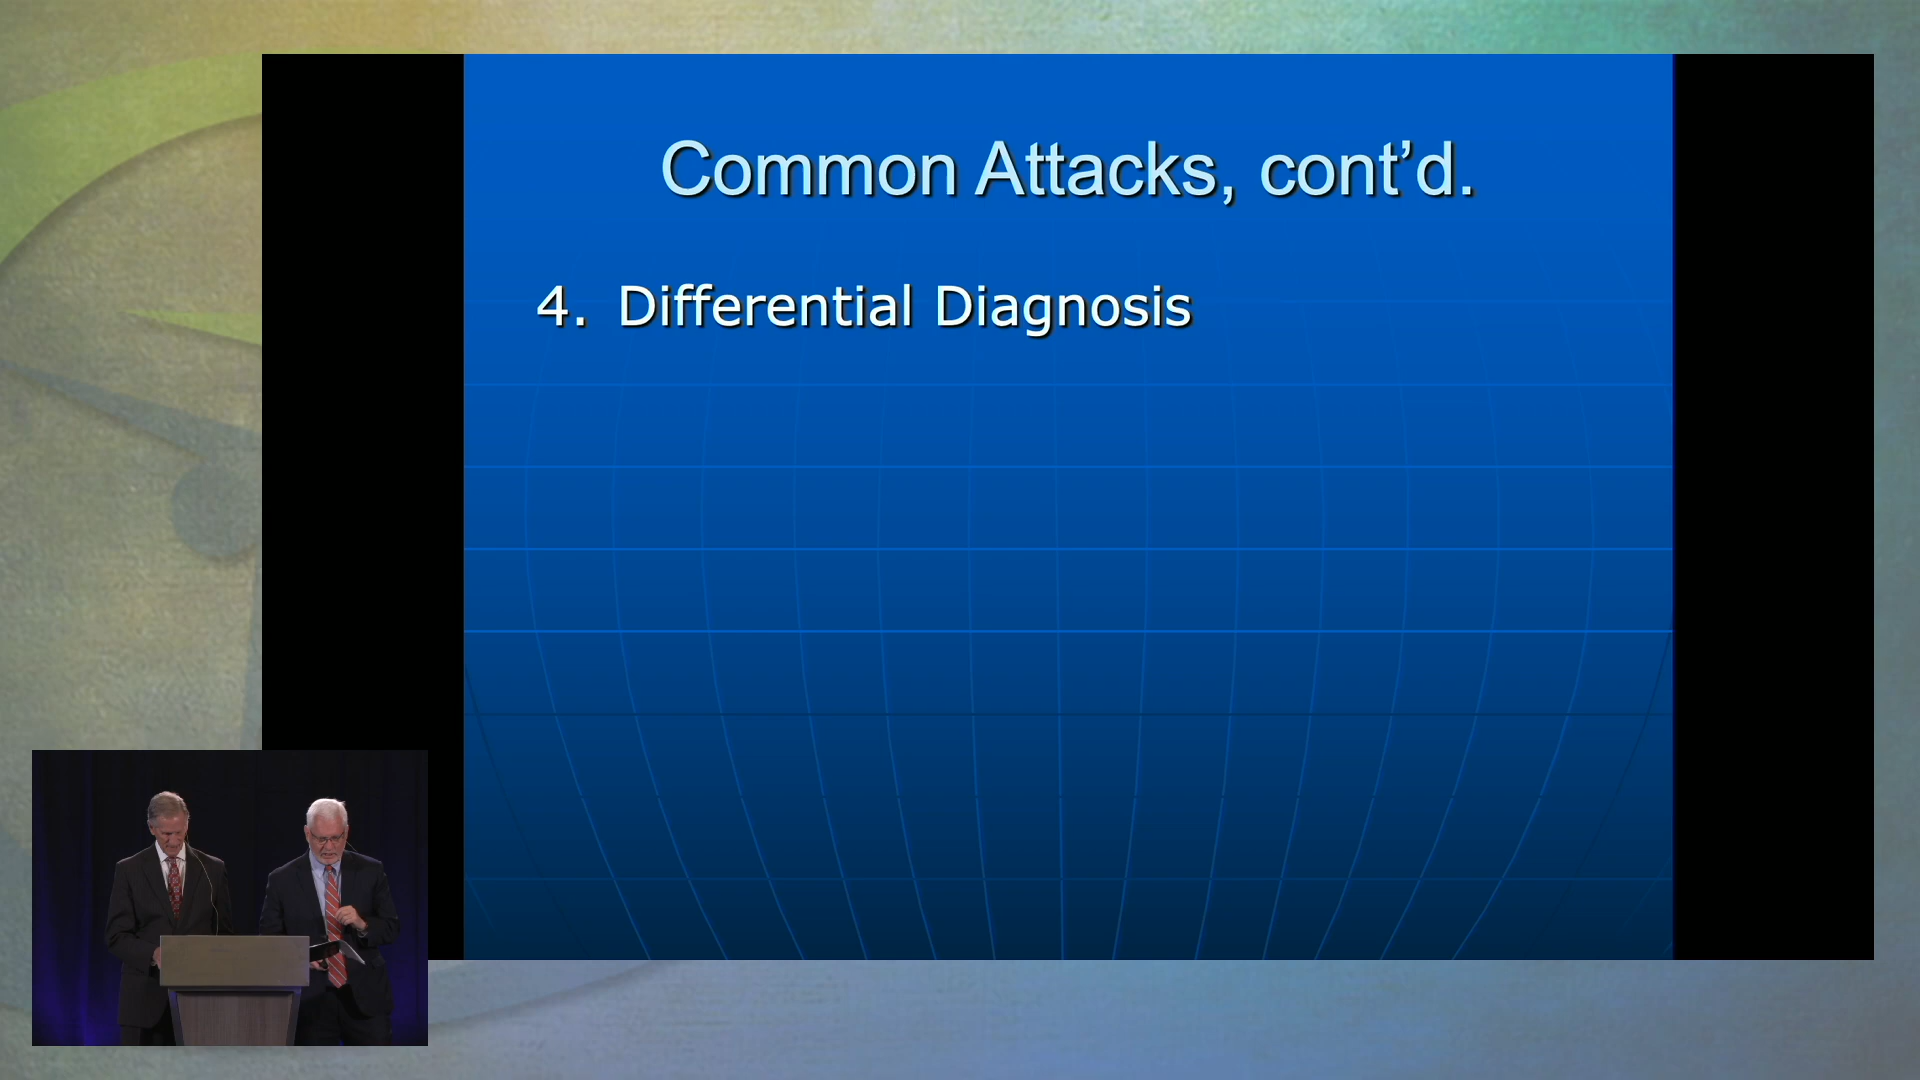 Common Attacks, cont’d.
4. Differential Diagnosis